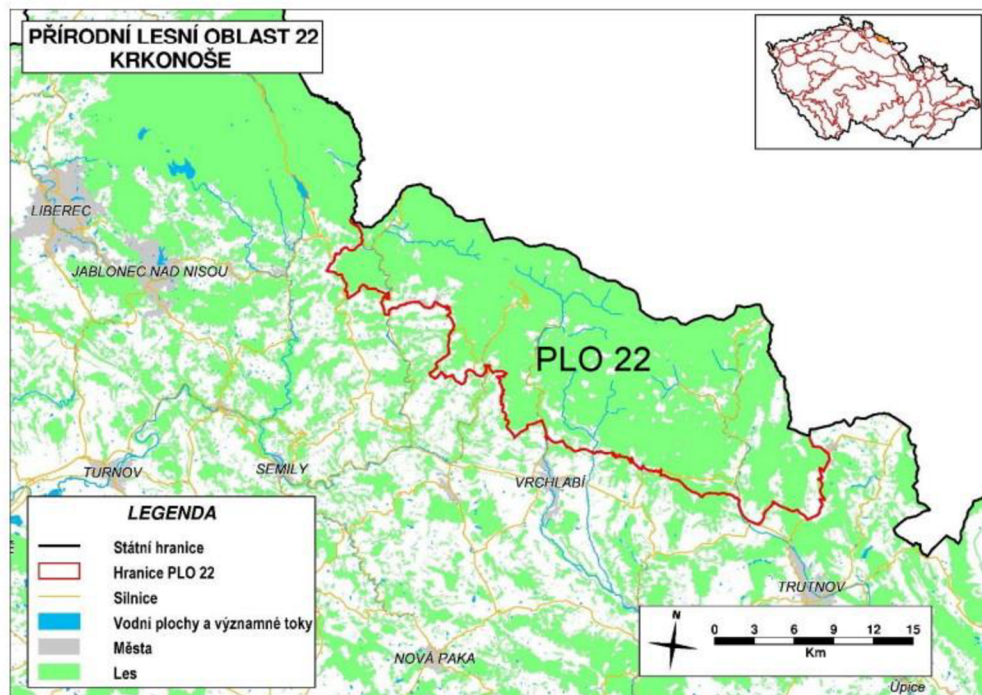 PŘÍRODNÍ LESNÍ OBLAST 22
KRKONOŠE
LIBEREC
JABLONEC NAD NISOU
PLO 22
TURNOV
SEMILY
VRCHLABÍ
TRUTNOV
NOVÁ PAKA
Úpice
LEGENDA
Státní hranice
Hranice PLO 22
Silnice
Vodní plochy a významné toky
Města
Les
N
0 3 6 9 12 15
Km